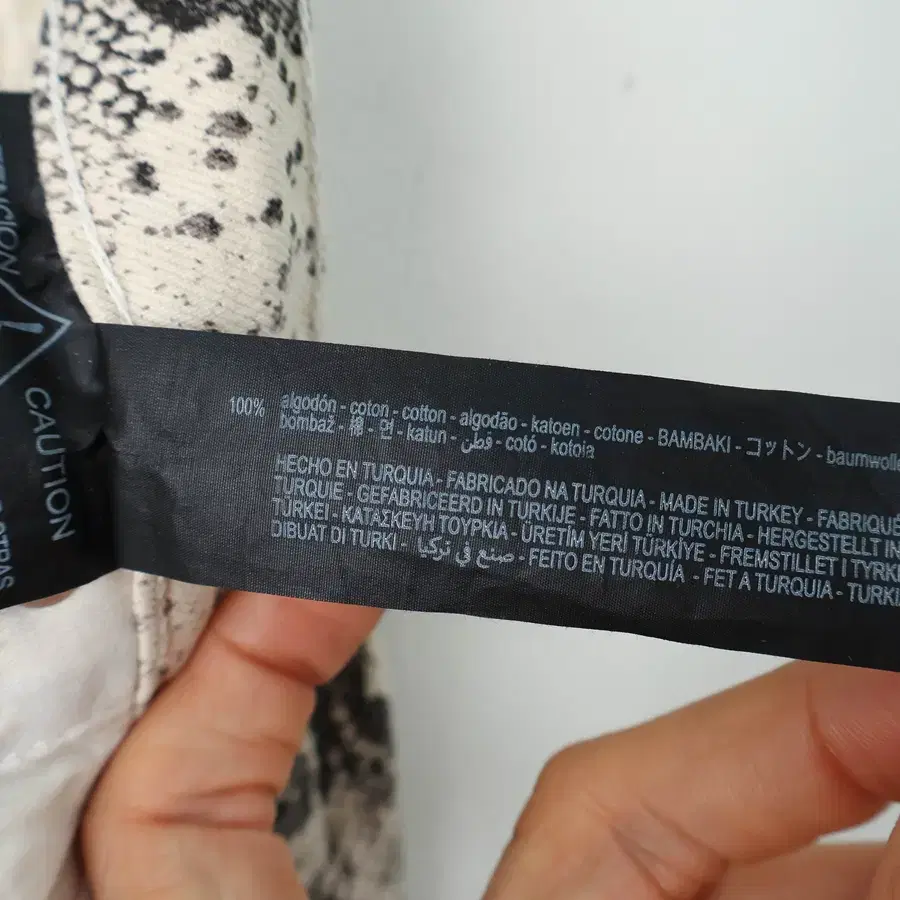 CAUTION
100% algodón - coton - cotton - algodão - katoen - cotone - BAMBAKI - コットン - baumwolle
bombaž - 棉 - 면 - katun - قطن - cotó - kotoia
HECHO EN TURQUIA - FABRICADO NA TURQUIA - MADE IN TURKEY - FABRIQUÉ
TURQUIE - GEFABRICEERD IN TURKIJE - FATTO IN TURCHIA - HERGESTELLT IN
TÜRKEI - ΚΑΤΑΣΚΕΥΗ ΤΟΥΡΚΙΑ - ÜRETİM YERİ TÜRKİYE - FREMSTILLET I TYRKI
DIBUAT DI TURKI - صنع في تركيا - FEITO EN TURQUÍA - FET A TURQUIA - TURKI